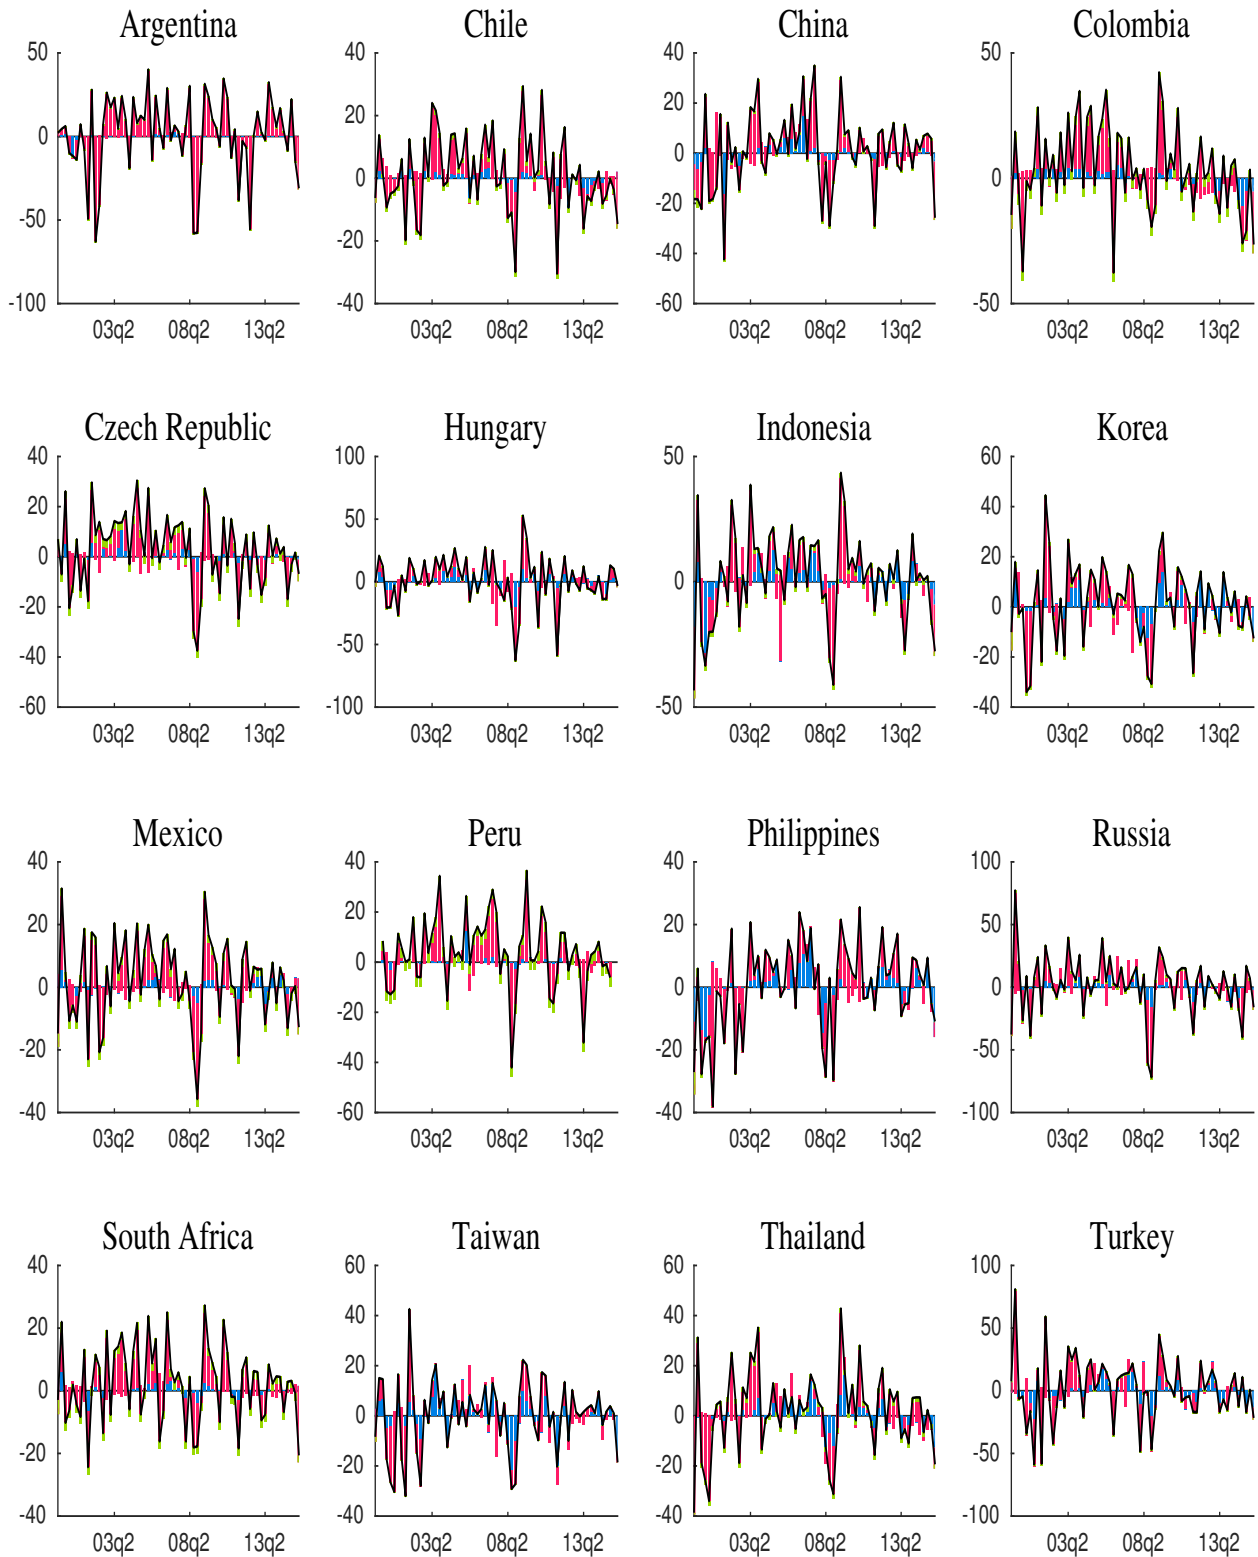 Argentina Chile China Colombia
50 40 40 50
20 20
0 0 0 0
-50 -20 -20
-40
-100 -40 -60 -50
03q2 08q2 13q2 03q2 08q2 13q2 03q2 08q2 13q2 03q2 08q2 13q2
Czech Republic Hungary Indonesia Korea
40 100 50 60
20 50 40
0 0 0 20
-20 -50 0
-40 -20
-60 -100 -50 -40
03q2 08q2 13q2 03q2 08q2 13q2 03q2 08q2 13q2 03q2 08q2 13q2
Mexico Peru Philippines Russia
40 40 40 100
20 20 20 50
0 0 0 0
-20 -20 -20 -50
-40
-40 -60 -40 -100
03q2 08q2 13q2 03q2 08q2 13q2 03q2 08q2 13q2 03q2 08q2 13q2
South Africa Taiwan Thailand Turkey
40 60 60 100
20 40 40 50
20 20
0 0 0 0
-20 -20 -20 -50
-40 -40 -40 -100
03q2 08q2 13q2 03q2 08q2 13q2 03q2 08q2 13q2 03q2 08q2 13q2